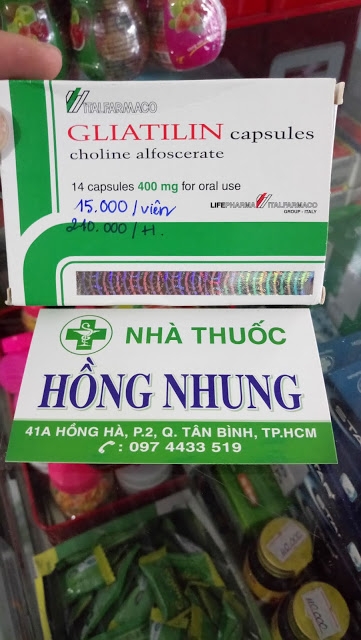 ITALFARMACO
GLIATILIN capsules
choline alfoscerate
14 capsules 400 mg for oral use
15.000/viên
210.000/H.
LIFEPHARMA ITALFARMACO
GROUP - ITALY
NHÀ THUỐC
HỒNG NHUNG
41A HỒNG HÀ, P.2, Q. TÂN BÌNH, TP.HCM
: 097 4433 519